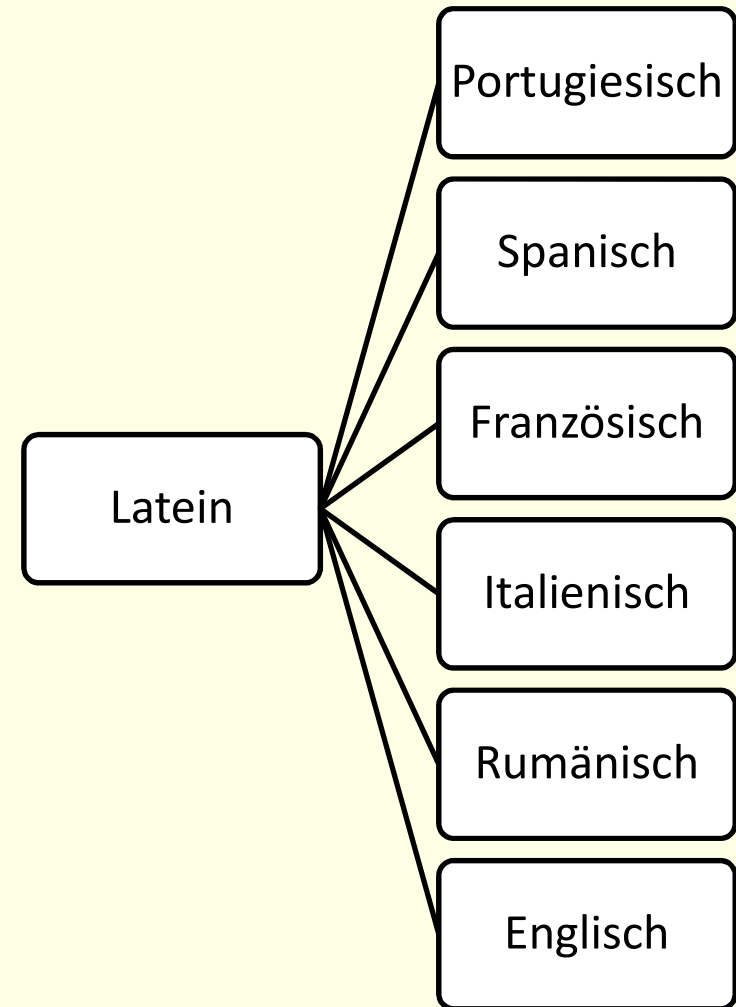 Portugiesisch
Spanisch
Französisch
Latein
Italienisch
Rumänisch
Englisch